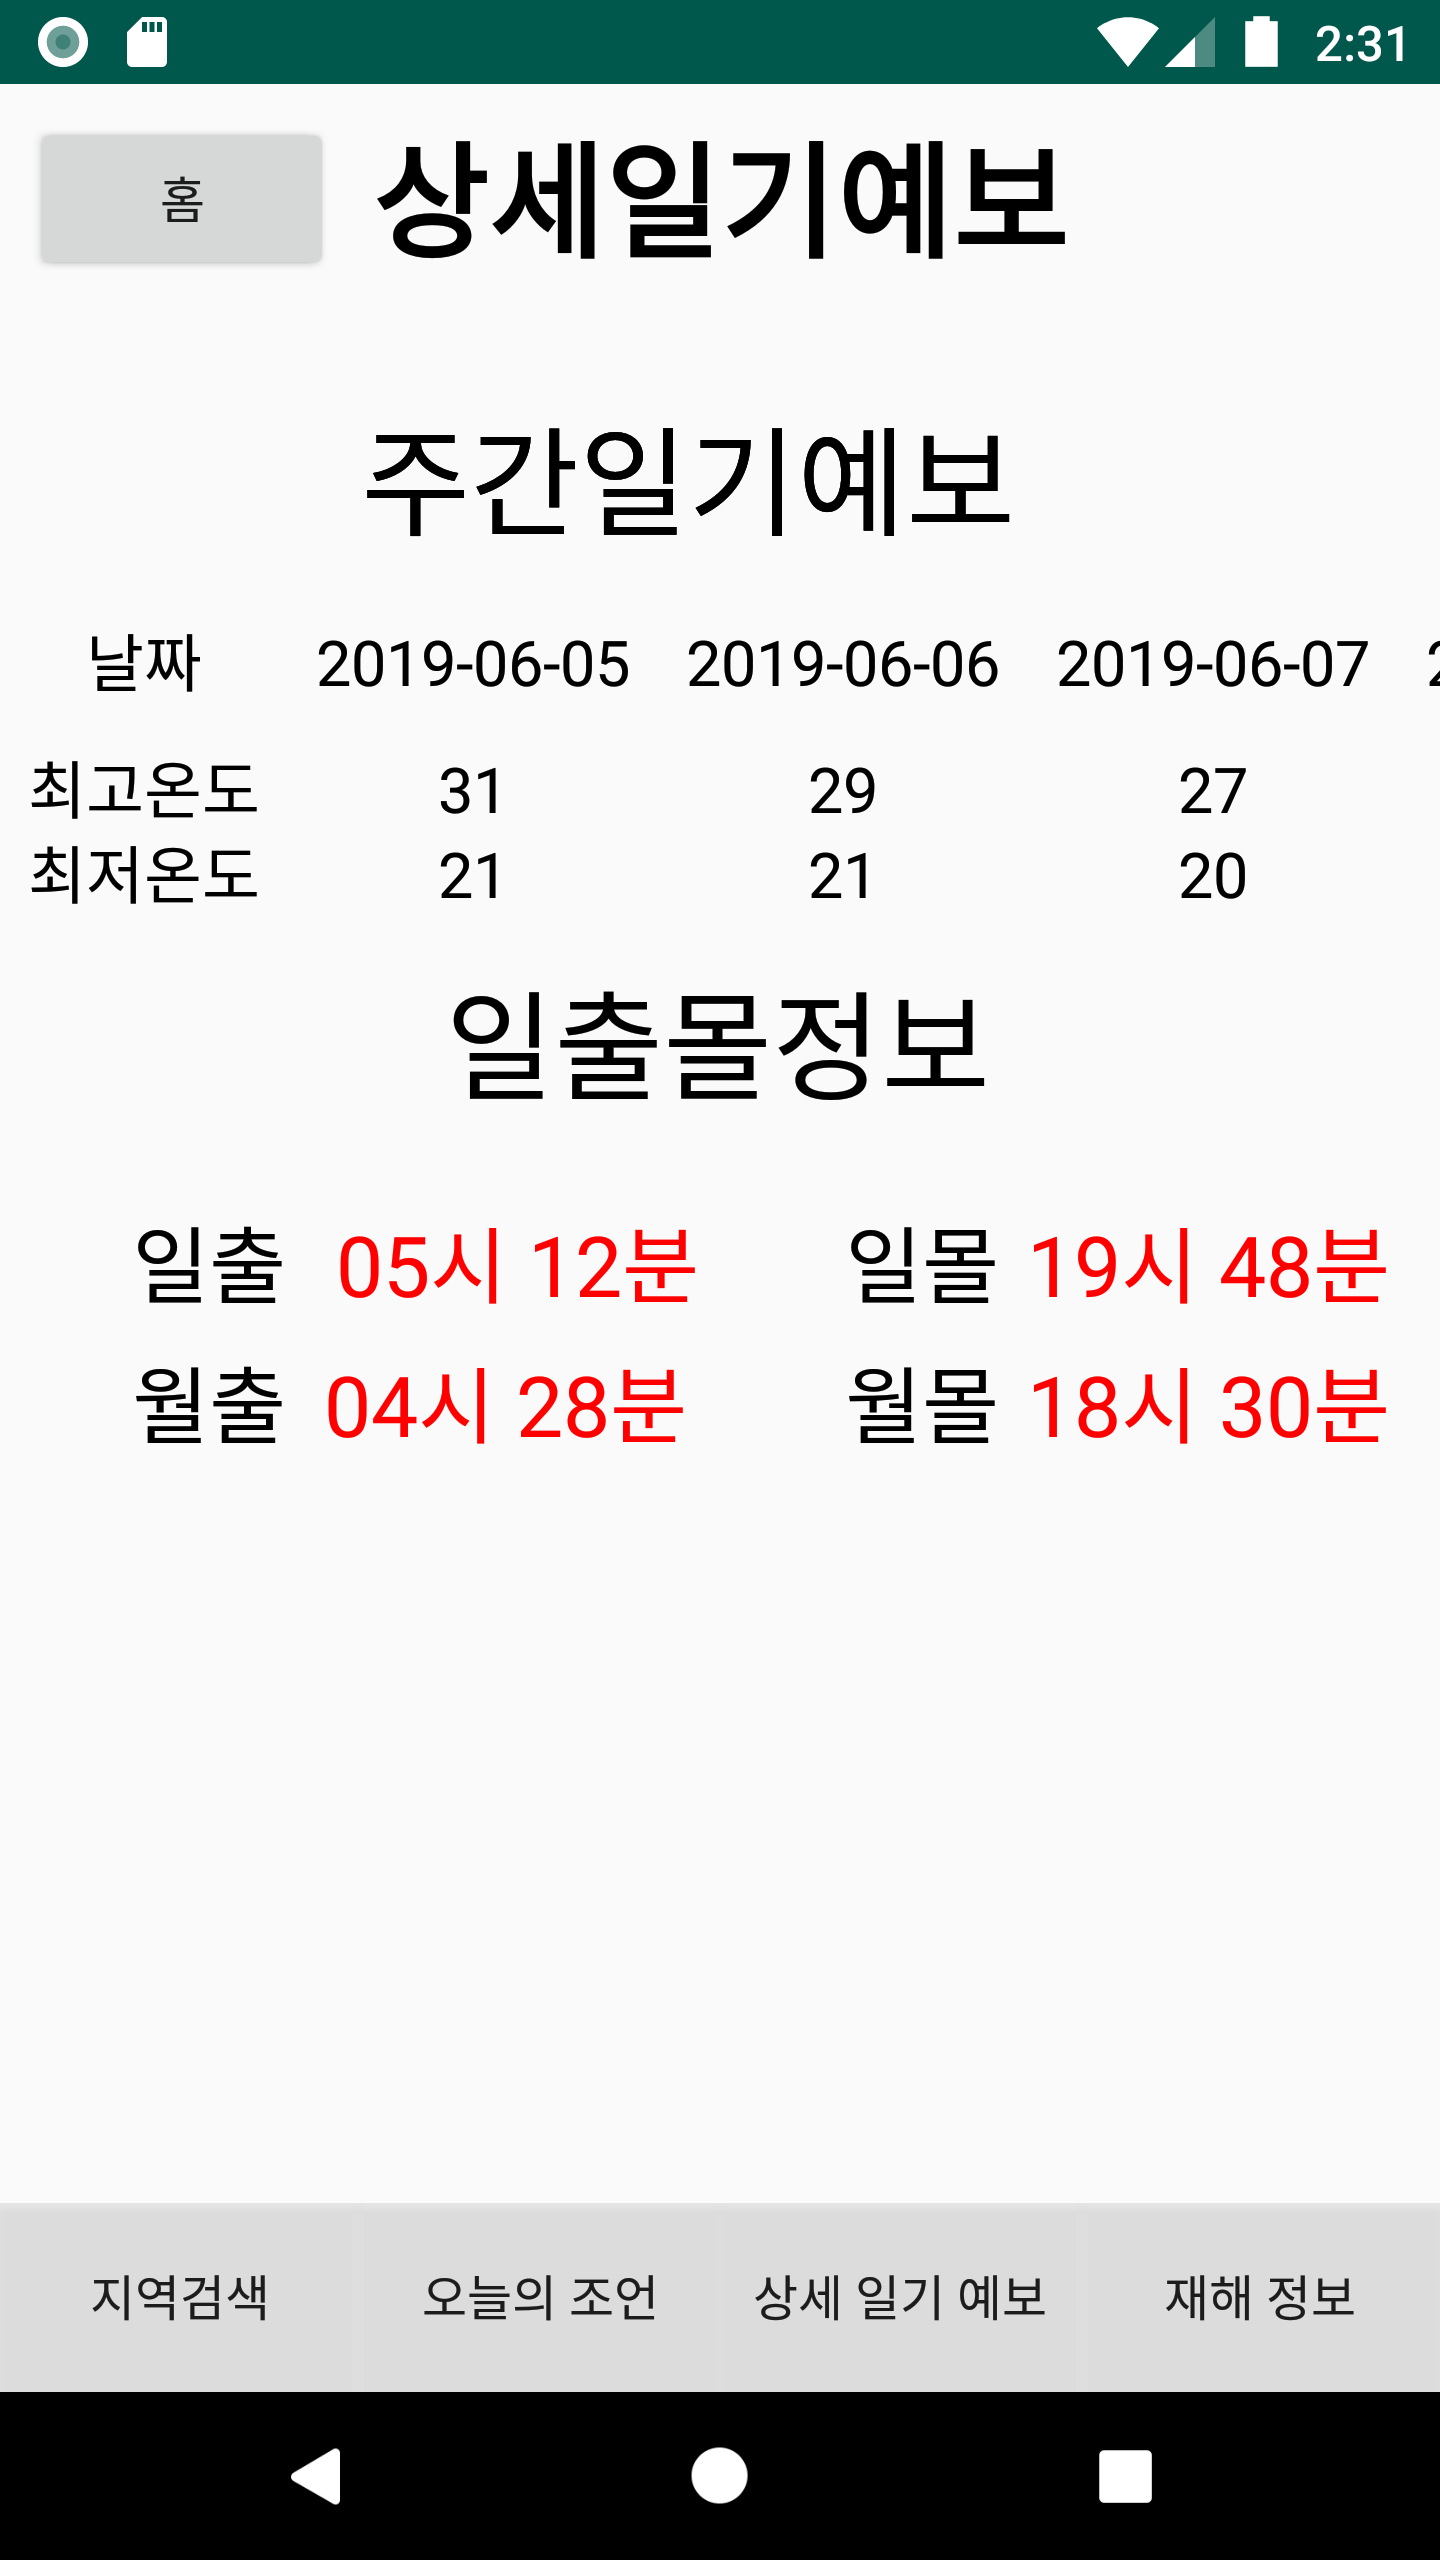 2:31
홈
상세일기예보
주간일기예보
날짜 2019-06-05 2019-06-06 2019-06-07
최고온도 31 29 27
최저온도 21 21 20
일출몰정보
일출 05시 12분 일몰 19시 48분
월출 04시 28분 월몰 18시 30분
지역검색 오늘의 조언 상세 일기 예보 재해 정보